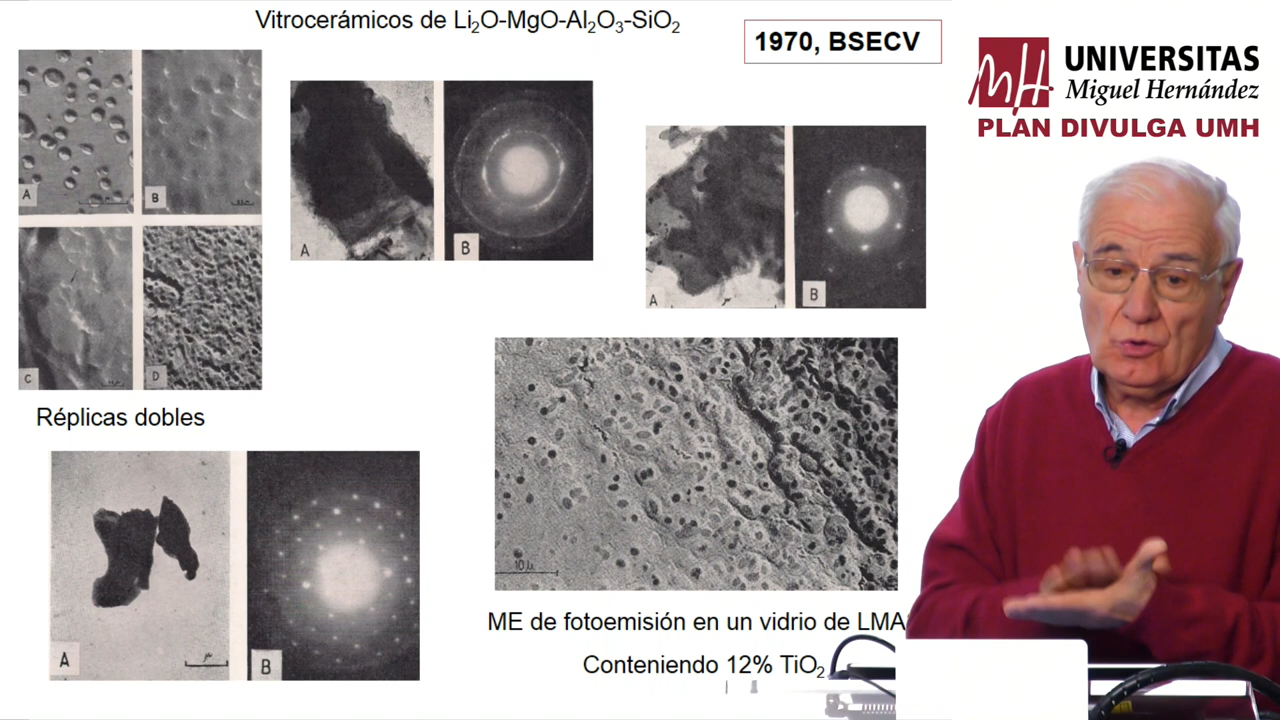 Vitrocerámicos de Li₂O-MgO-Al₂O₃-SiO₂
1970, BSECV
UNIVERSITAS
Miguel Hernández
PLAN DIVULGA UMH
A
B
C
D
Réplicas dobles
A
B
A
B
A
B
10 μ
ME de fotoemisión en un vidrio de LMA
Conteniendo 12% TiO₂